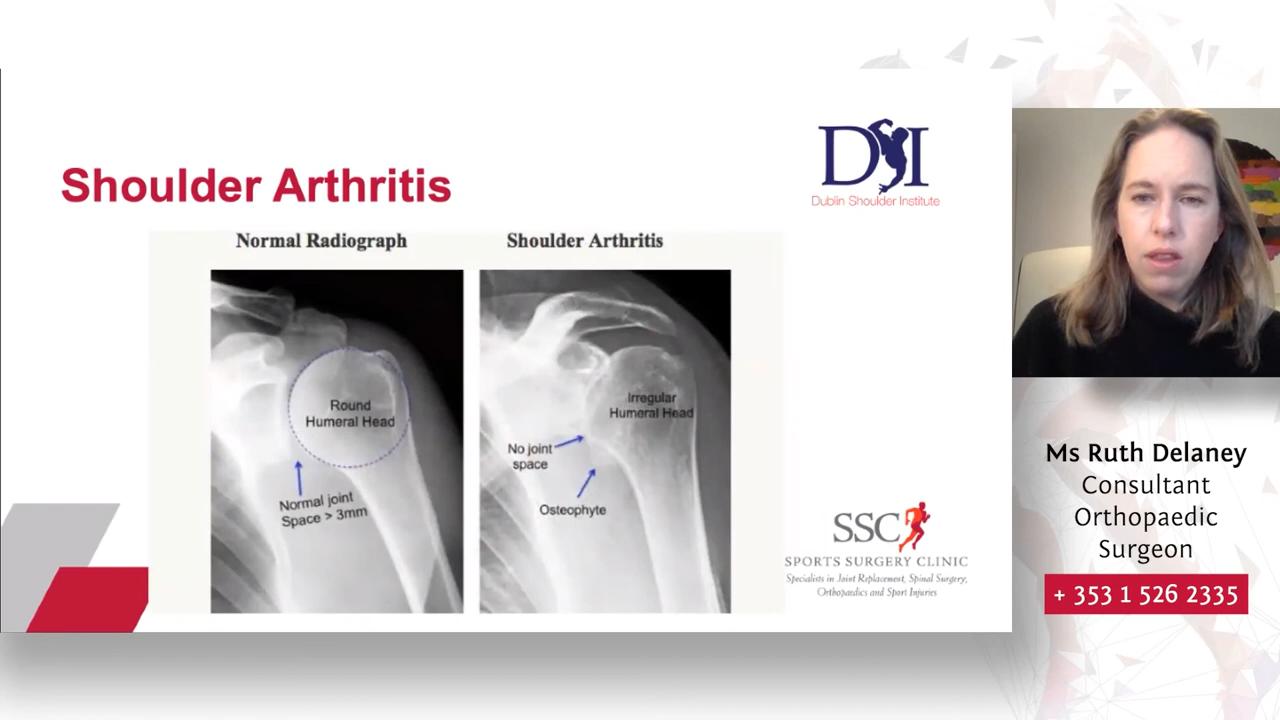 Shoulder Arthritis
DSI
Dublin Shoulder Institute
Normal Radiograph
Shoulder Arthritis
Round
Humeral Head
Normal joint
Space > 3mm
Irregular
Humeral Head
No joint
space
Osteophyte
SSC
SPORTS SURGERY CLINIC
Specialists in Joint Replacement, Spinal Surgery,
Orthopaedics and Sport Injuries
Ms Ruth Delaney
Consultant
Orthopaedic
Surgeon
+ 353 1 526 2335